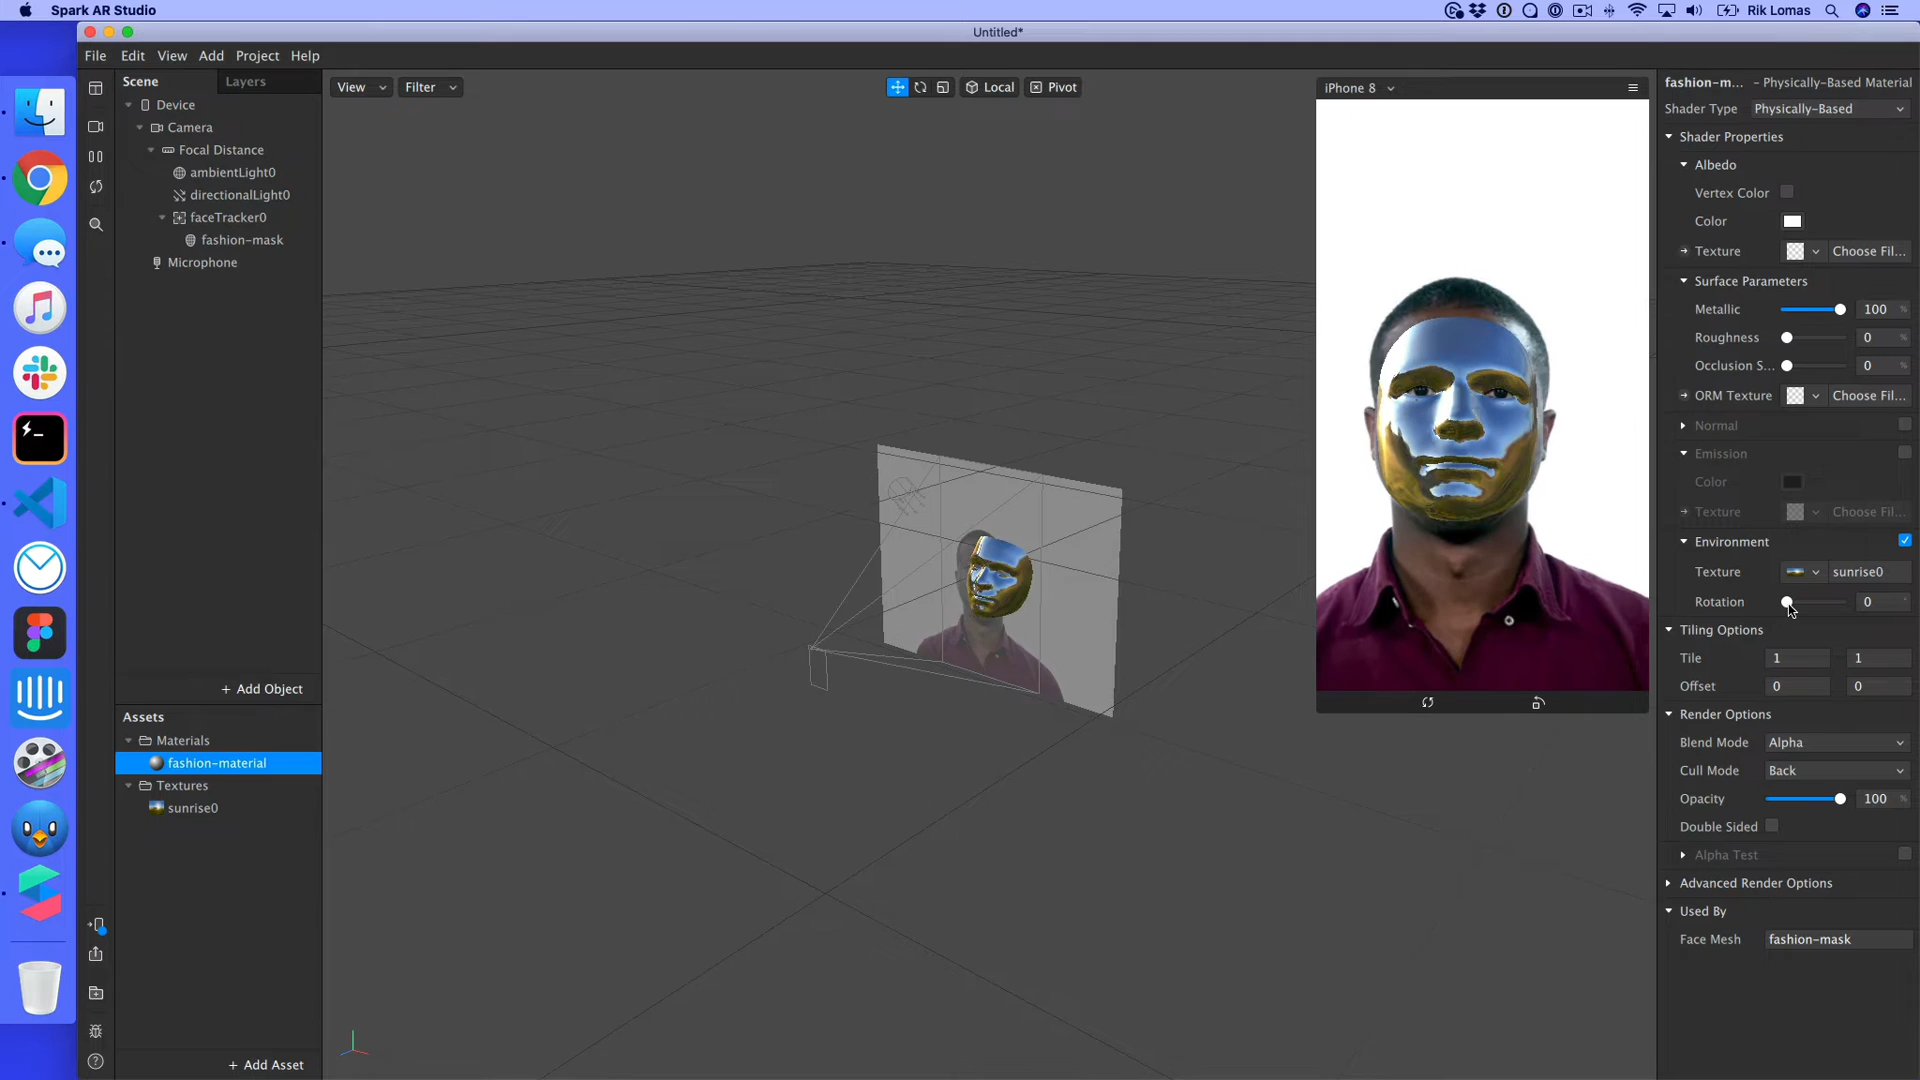 Spark AR Studio
Rik Lomas
Untitled*
File Edit View Add Project Help
Scene Layers
Device
Camera
Focal Distance
ambientLight0
directionalLight0
faceTracker0
fashion-mask
Microphone
+ Add Object
Assets
Materials
fashion-material
Textures
sunrise0
+ Add Asset
View Filter
Local Pivot
iPhone 8
fashion-m... - Physically-Based Material
Shader Type Physically-Based
Shader Properties
Albedo
Vertex Color
Color
Texture Choose Fil...
Surface Parameters
Metallic 100 %
Roughness 0 %
Occlusion S... 0 %
ORM Texture Choose Fil...
Normal
Emission
Color
Texture Choose Fil...
Environment
Texture sunrise0
Rotation 0 °
Tiling Options
Tile 1 1
Offset 0 0
Render Options
Blend Mode Alpha
Cull Mode Back
Opacity 100 %
Double Sided
Alpha Test
Advanced Render Options
Used By
Face Mesh fashion-mask